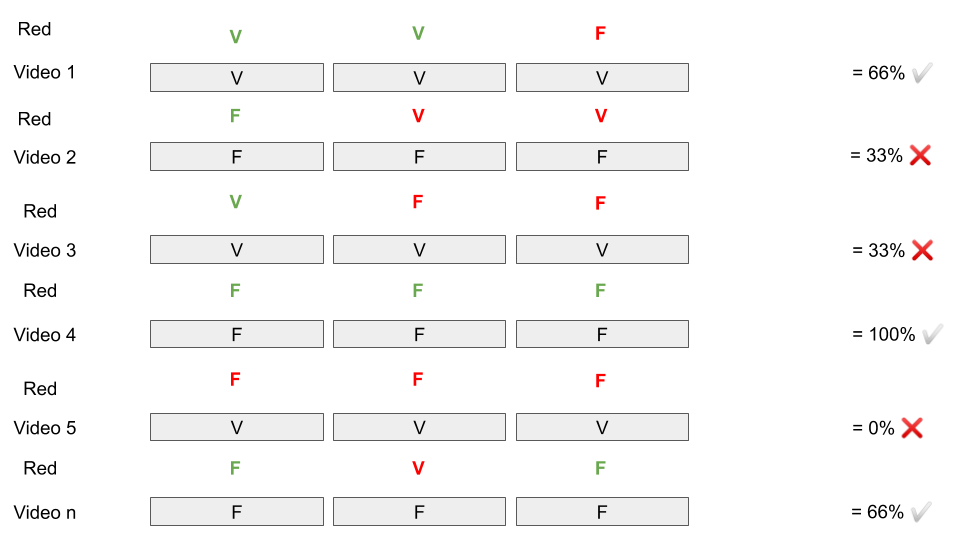 Red V V F
Video 1 V V V = 66%
Red F V V
Video 2 F F F = 33%
Red V F F
Video 3 V V V = 33%
Red F F F
Video 4 F F F = 100%
Red F F F
Video 5 V V V = 0%
Red F V F
Video n F F F = 66%